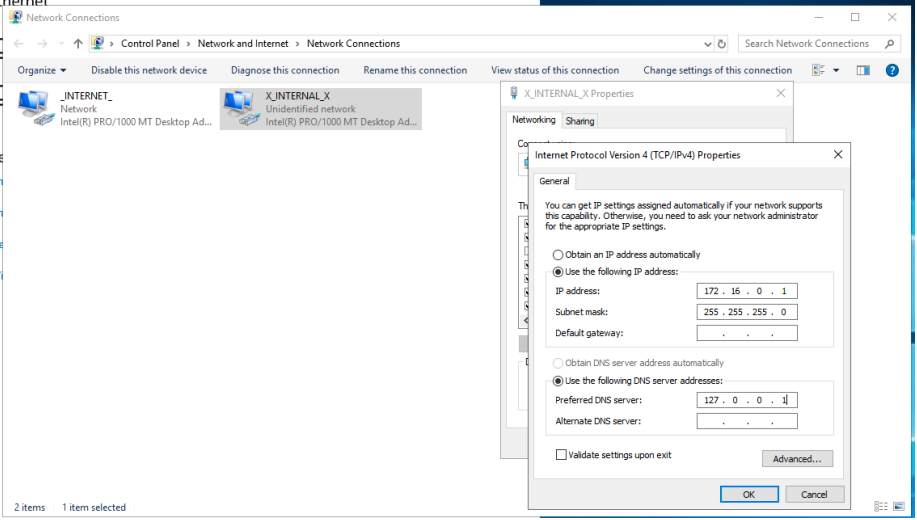 Network Connections
Control Panel > Network and Internet > Network Connections
Search Network Connections
Organize
Disable this network device
Diagnose this connection
Rename this connection
View status of this connection
Change settings of this connection
_INTERNET_
Network
Intel(R) PRO/1000 MT Desktop Ad...
X_INTERNAL_X
Unidentified network
Intel(R) PRO/1000 MT Desktop Ad...
X_INTERNAL_X Properties
Networking
Sharing
Internet Protocol Version 4 (TCP/IPv4) Properties
General
You can get IP settings assigned automatically if your network supports
this capability. Otherwise, you need to ask your network administrator
for the appropriate IP settings.
Obtain an IP address automatically
Use the following IP address:
IP address:
172 . 16 . 0 . 1
Subnet mask:
255 . 255 . 255 . 0
Default gateway:
. . .
Obtain DNS server address automatically
Use the following DNS server addresses:
Preferred DNS server:
127 . 0 . 0 . 1
Alternate DNS server:
. . .
Validate settings upon exit
Advanced...
OK
Cancel
2 items
1 item selected